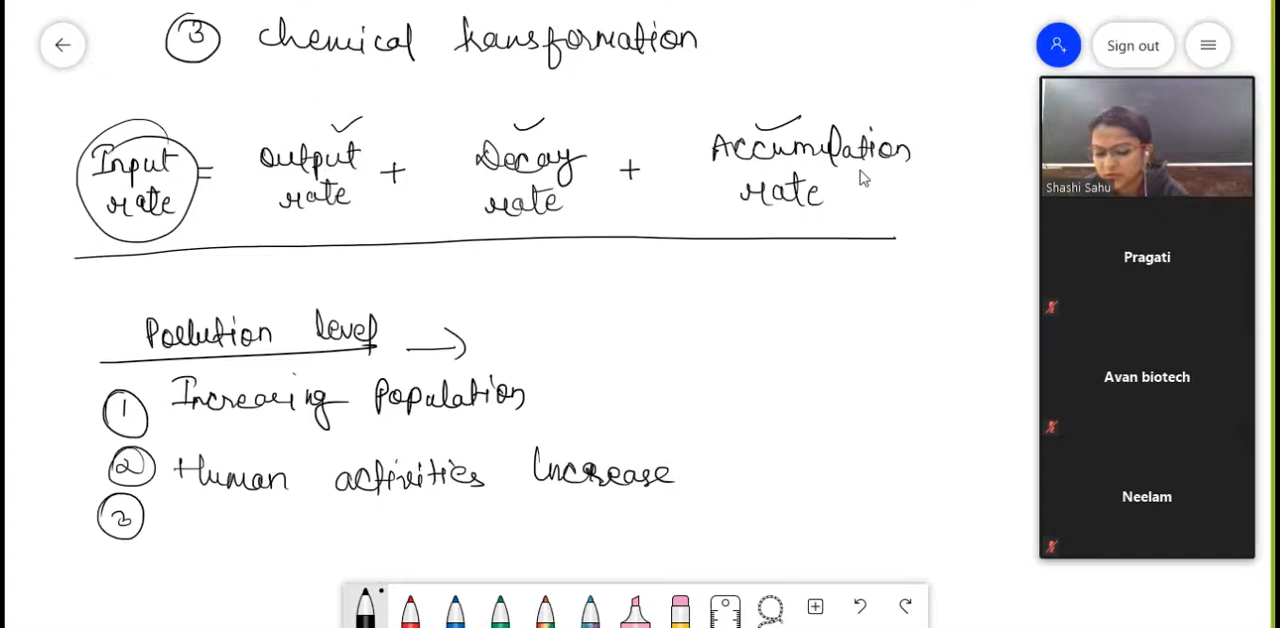 3 chemical transformation
Sign out
Input rate = Output rate + Decay rate + Accumulation rate
Shashi Sahu
Pragati
Pollution level →
1 Increasing Population
Avan biotech
2 Human activities Increase
Neelam
3